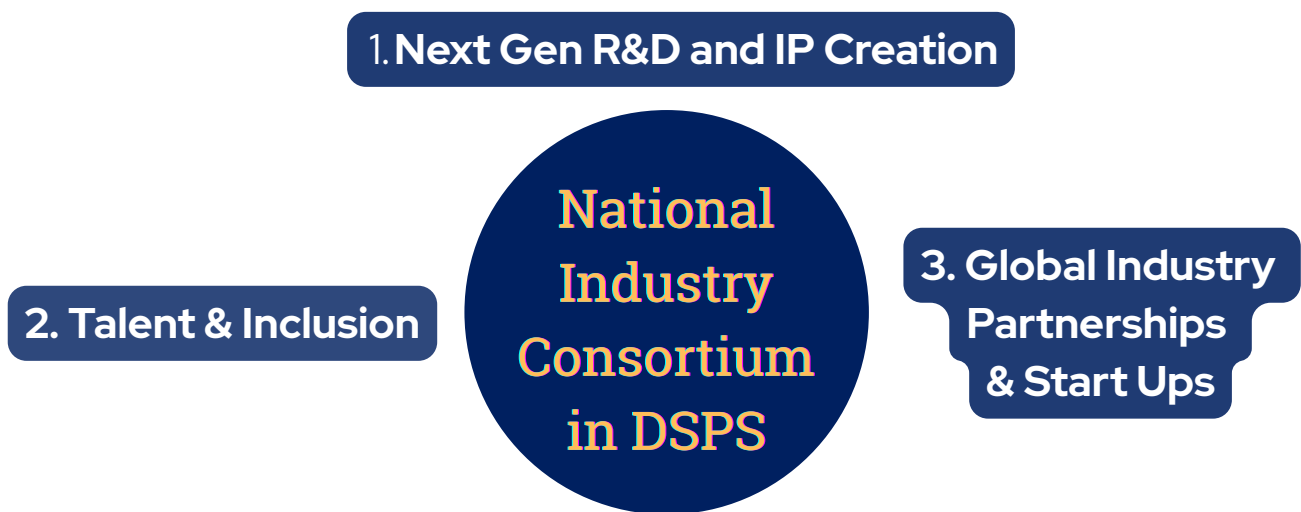 1. Next Gen R&D and IP Creation
National
Industry
Consortium
in DSPS
2. Talent & Inclusion
3. Global Industry
Partnerships
& Start Ups